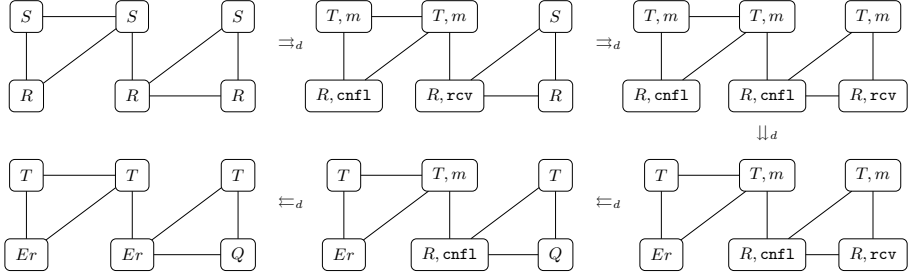 S S S ⇉d T, m T, m S ⇉d T, m T, m T, m
R R R R, cnfl R, rcv R R, cnfl R, cnfl R, rcv
⇊d
T T T ⇇d T T, m T ⇇d T T, m T, m
Er Er Q Er R, cnfl Q Er R, cnfl R, rcv